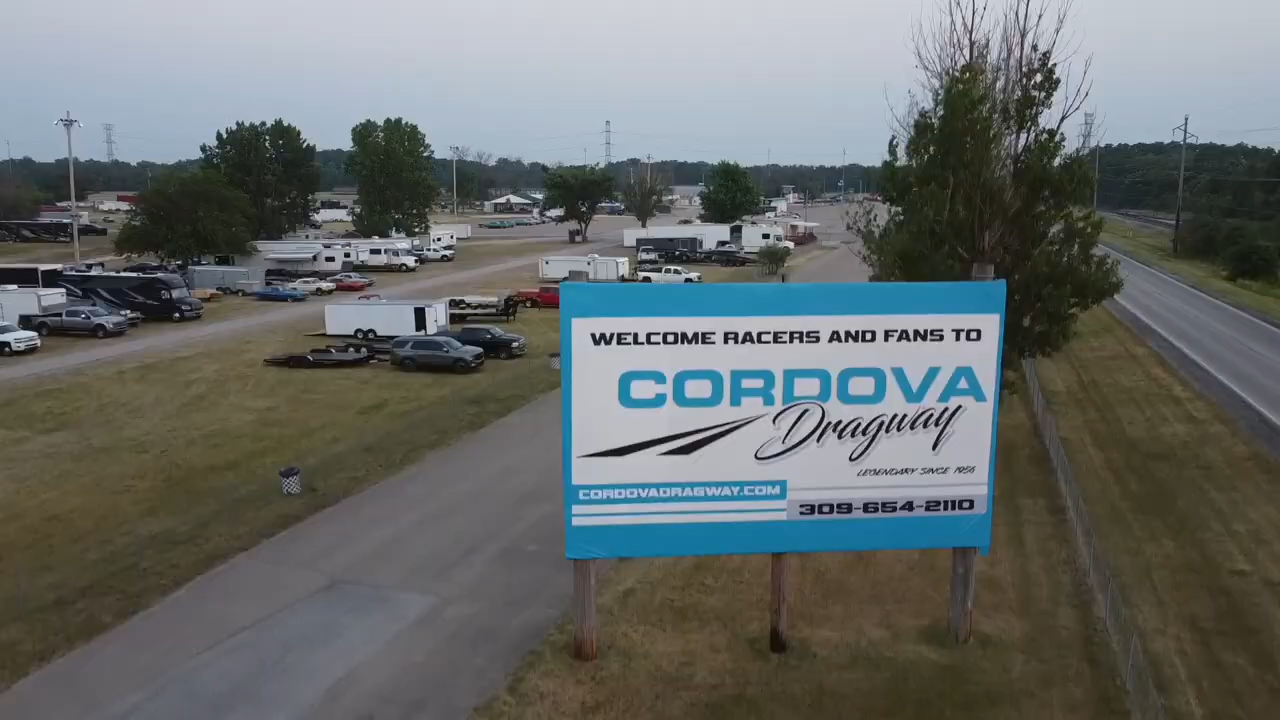 WELCOME RACERS AND FANS TO
CORDOVA
Dragway
LEGENDARY SINCE 1956
CORDOVADRAGWAY.COM
309-654-2110